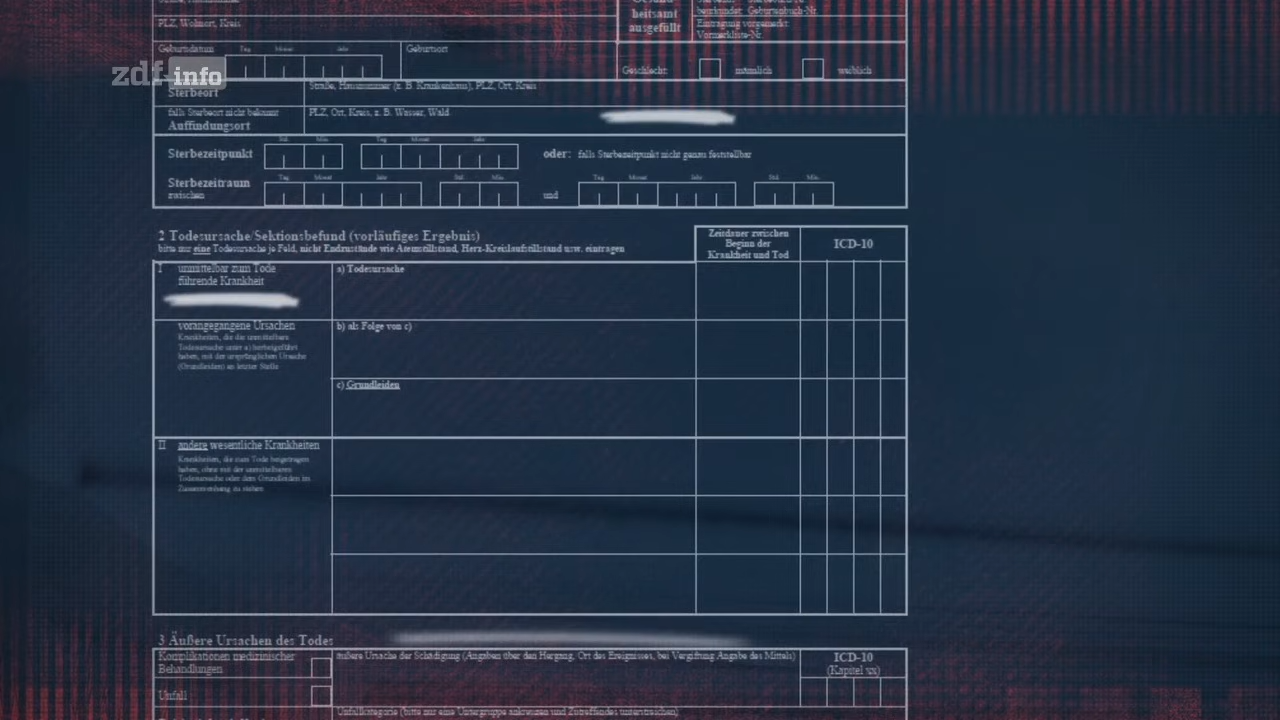 PLZ, Wohnort, Kreis
heitsamt
ausgefüllt
beurkundet Geburtenbuch-Nr.
Eintragung vorgemerkt
Vormerkliste-Nr.
Geburtsdatum
Tag
Monat
Jahr
Geburtsort
Geschlecht:
männlich
weiblich
zdf info
Sterbeort
Straße, Hausnummer (z. B. Krankenhaus), PLZ, Ort, Kreis
falls Sterbeort nicht bekannt
Auffindungsort
PLZ, Ort, Kreis, z. B. Wasser, Wald
Sterbezeitpunkt
Std.
Min.
Tag
Monat
Jahr
oder: falls Sterbezeitpunkt nicht genau feststellbar
Sterbezeitraum
zwischen
Tag
Monat
Jahr
Std.
Min.
und
Tag
Monat
Jahr
Std.
Min.
2 Todesursache/Sektionsbefund (vorläufiges Ergebnis)
bitte nur eine Todesursache je Feld, nicht Endzustände wie Atemstillstand, Herz-Kreislaufstillstand usw. eintragen
Zeitdauer zwischen
Beginn der
Krankheit und Tod
ICD-10
I unmittelbar zum Tode
führende Krankheit
a) Todesursache
vorangegangene Ursachen
Krankheiten, die die unmittelbare
Todesursache unter a) herbeigeführt
haben, mit der ursprünglichen Ursache
(Grundleiden) an letzter Stelle
b) als Folge von c)
c) Grundleiden
II andere wesentliche Krankheiten
Krankheiten, die zum Tode beigetragen
haben, ohne mit der unmittelbaren
Todesursache oder dem Grundleiden im
Zusammenhang zu stehen
3 Äußere Ursachen des Todes
Komplikationen medizinischer
Behandlungen
äußere Ursache der Schädigung (Angaben über den Hergang, Ort des Ereignisses, bei Vergiftung Angabe des Mittels)
ICD-10
(Kapitel xx)
Unfall
Unfallkategorie (bitte nur eine Untergruppe ankreuzen und Zutreffendes unterstreichen)